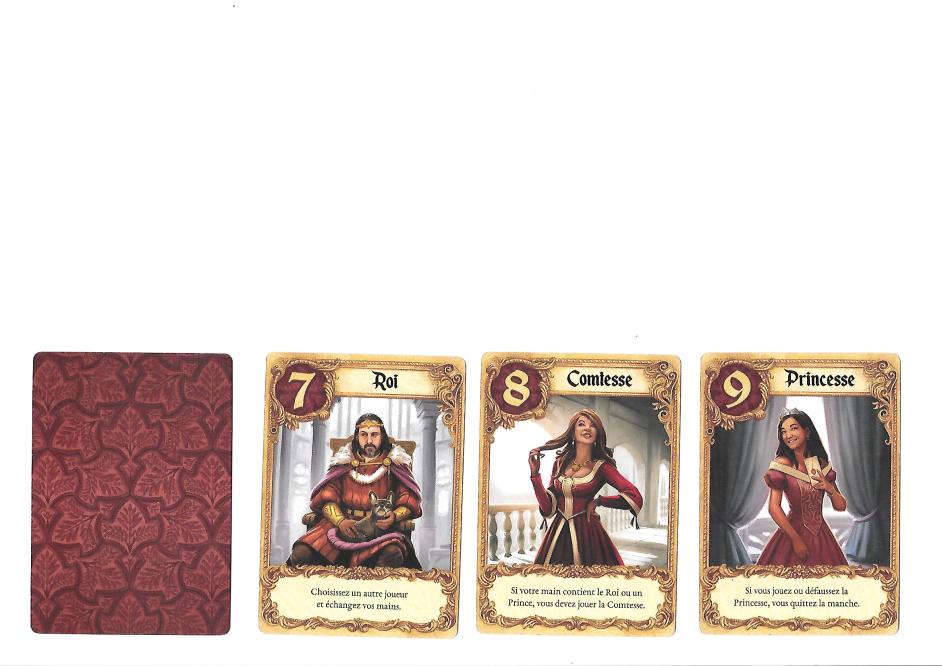 7
Roi
Choisissez un autre joueur
et échangez vos mains.
8
Comtesse
Si votre main contient le Roi ou un
Prince, vous devez jouer la Comtesse.
9
Princesse
Si vous jouez ou défaussez la
Princesse, vous quittez la manche.